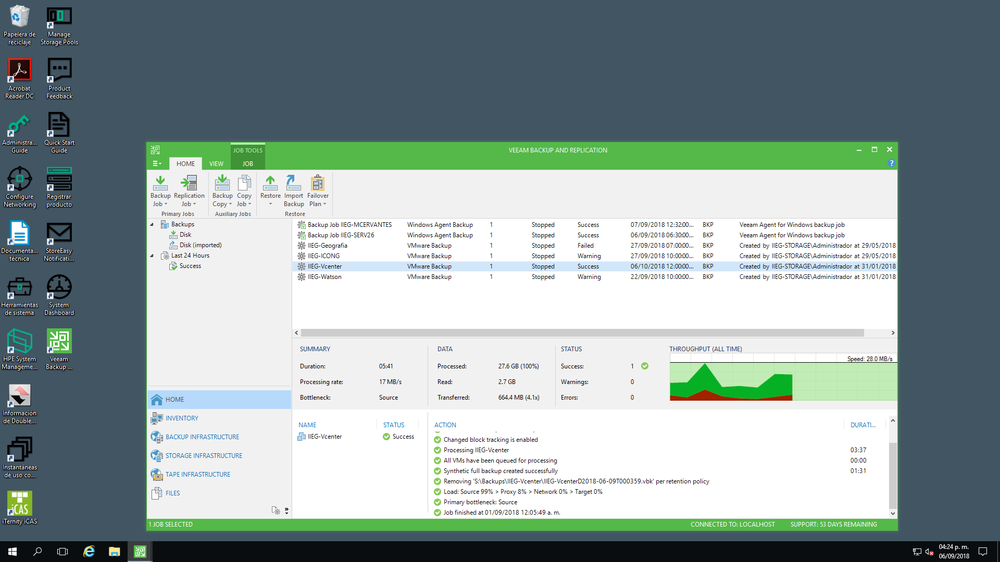 Papelera de
reciclaje
Manage
Storage Pools
Acrobat
Reader DC
Product
Feedback
Administra...
Guide
Quick Start
Guide
Configure
Networking
Registrar
producto
Documenta...
técnica
StoreEasy
Notificati...
Herramientas
de sistema
System
Dashboard
HPE System
Manageme...
Veeam
Backup ...
Información
de Double...
Instantáneas
de uso co...
iCAS
iTernity iCAS
JOB TOOLS
VEEAM BACKUP AND REPLICATION
HOME
VIEW
JOB
?
Backup
Job
Replication
Job
Primary Jobs
Backup
Copy
Copy
Job
Auxiliary Jobs
Restore
Import
Backup
Failover
Plan
Restore
Backups
Disk
Disk (imported)
Last 24 Hours
Success
Backup Job IIEG-MCERVANTES Windows Agent Backup 1 Stopped Success 07/09/2018 12:32:00... BKP Veeam Agent for Windows backup job
Backup Job IIEG-SERV26 Windows Agent Backup 1 Stopped Success 06/09/2018 06:30:00... BKP Veeam Agent for Windows backup job
IIEG-Geografia VMware Backup 1 Stopped Failed 27/09/2018 07:00:00... BKP Created by IIEG-STORAGE\Administrador at 29/05/2018
IIEG-ICONG VMware Backup 1 Stopped Warning 27/09/2018 10:00:00... BKP Created by IIEG-STORAGE\Administrador at 29/05/2018
IIEG-Vcenter VMware Backup 1 Stopped Success 06/10/2018 12:00:00... BKP Created by IIEG-STORAGE\Administrador at 31/01/2018
IIEG-Watson VMware Backup 1 Stopped Warning 22/09/2018 10:00:00... BKP Created by IIEG-STORAGE\Administrador at 31/01/2018
SUMMARY
Duration: 05:41
Processing rate: 17 MB/s
Bottleneck: Source
DATA
Processed: 27.6 GB (100%)
Read: 2.7 GB
Transferred: 664.4 MB (4.1x)
STATUS
Success: 1
Warnings: 0
Errors: 0
THROUGHPUT (ALL TIME)
Speed: 28.0 MB/s
HOME
INVENTORY
BACKUP INFRASTRUCTURE
STORAGE INFRASTRUCTURE
TAPE INFRASTRUCTURE
FILES
NAME STATUS
IIEG-Vcenter Success
ACTION DURATI...
Changed block tracking is enabled
Processing IIEG-Vcenter 03:37
All VMs have been queued for processing 00:00
Synthetic full backup created successfully 01:31
Removing 'S:\Backups\IIEG-Vcenter\IIEG-VcenterD2018-06-09T000359.vbk' per retention policy
Load: Source 99% > Proxy 8% > Network 0% > Target 0%
Primary bottleneck: Source
Job finished at 01/09/2018 12:05:49 a. m.
1 JOB SELECTED
CONNECTED TO: LOCALHOST
SUPPORT: 53 DAYS REMAINING
04:24 p. m.
06/09/2018